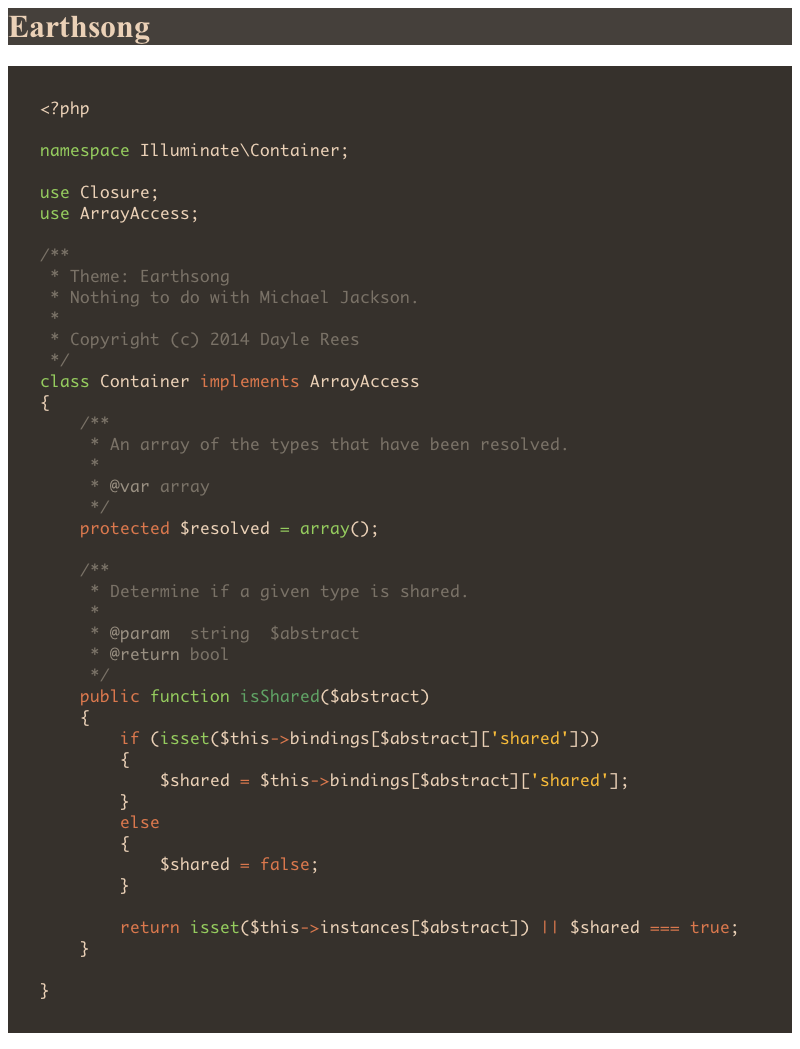 Earthsong
<?php
namespace Illuminate\Container;
use Closure;
use ArrayAccess;
/**
 * Theme: Earthsong
 * Nothing to do with Michael Jackson.
 *
 * Copyright (c) 2014 Dayle Rees
 */
class Container implements ArrayAccess
{
    /**
     * An array of the types that have been resolved.
     *
     * @var array
     */
    protected $resolved = array();
    /**
     * Determine if a given type is shared.
     *
     * @param  string  $abstract
     * @return bool
     */
    public function isShared($abstract)
    {
        if (isset($this->bindings[$abstract]['shared']))
        {
            $shared = $this->bindings[$abstract]['shared'];
        }
        else
        {
            $shared = false;
        }
        return isset($this->instances[$abstract]) || $shared === true;
    }
}